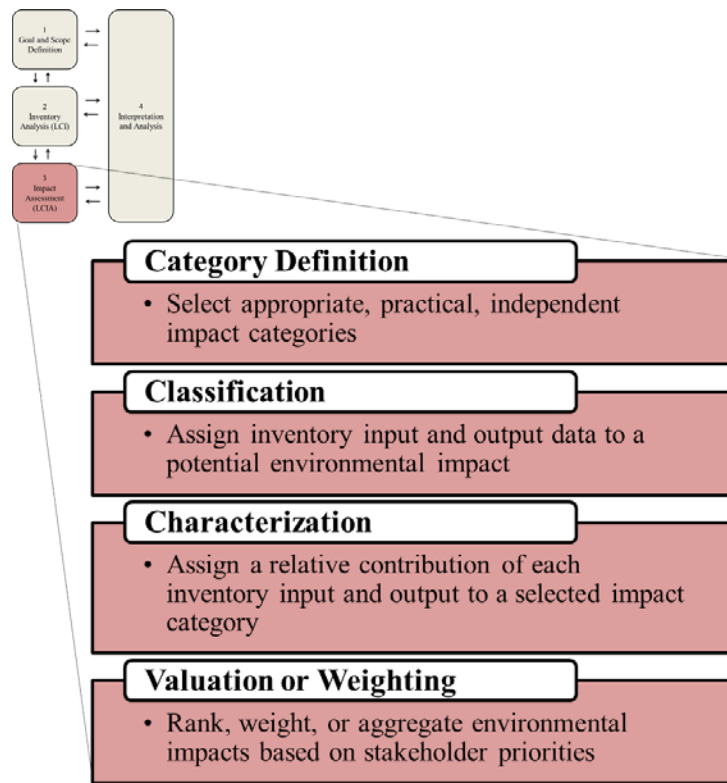 1
Goal and Scope
Definition
2
Inventory
Analysis (LCI)
3
Impact
Assessment
(LCIA)
4
Interpretation
and Analysis
Category Definition
• Select appropriate, practical, independent
impact categories
Classification
• Assign inventory input and output data to a
potential environmental impact
Characterization
• Assign a relative contribution of each
inventory input and output to a selected impact
category
Valuation or Weighting
• Rank, weight, or aggregate environmental
impacts based on stakeholder priorities